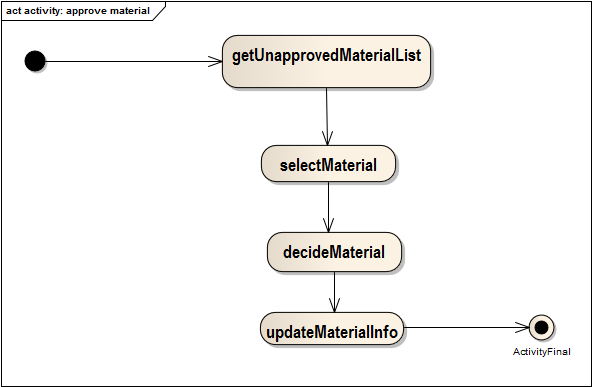 act activity: approve material
getUnapprovedMaterialList
selectMaterial
decideMaterial
updateMaterialInfo
ActivityFinal